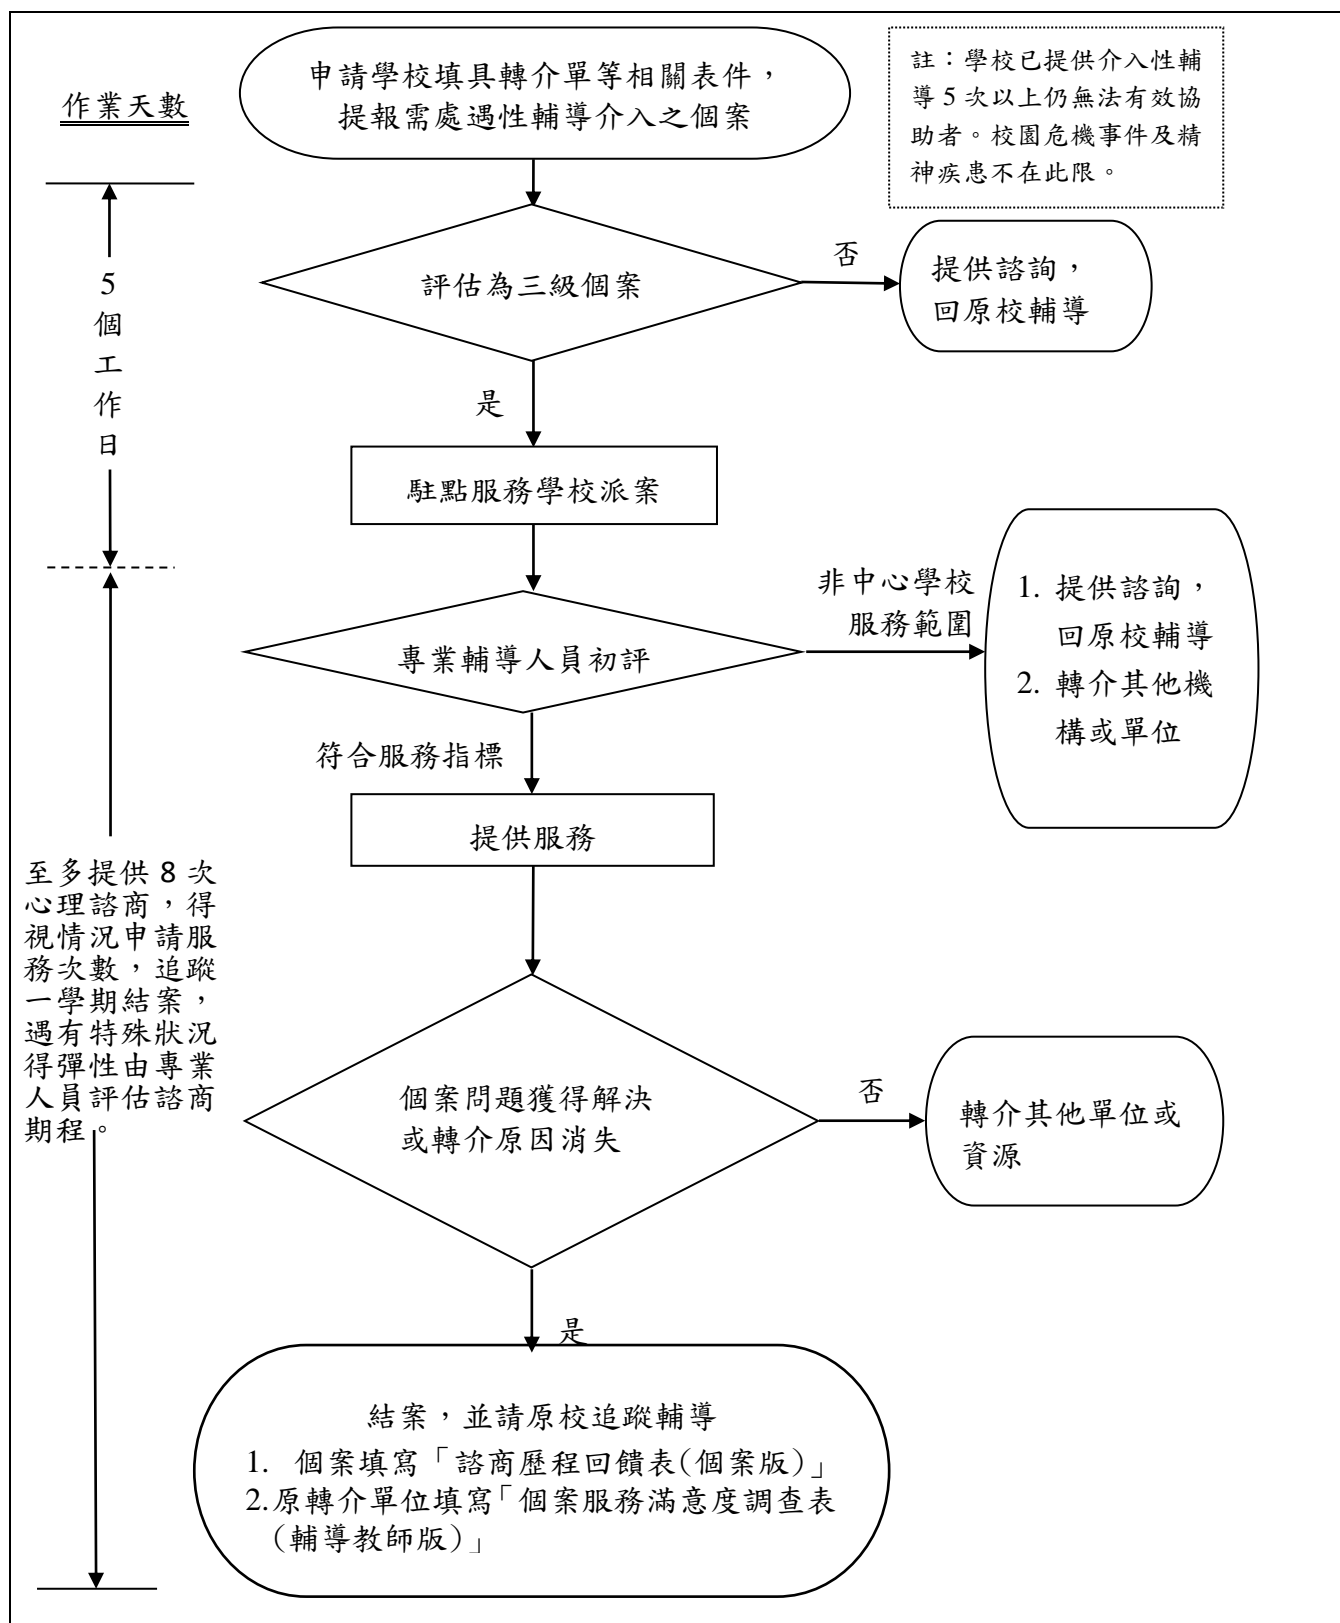 作業天數
申請學校填具轉介單等相關表件，
提報需處遇性輔導介入之個案
註：學校已提供介入性輔
導 5 次以上仍無法有效協
助者。校園危機事件及精
神疾患不在此限。
5
個
工
作
日
評估為三級個案
否
提供諮詢，
回原校輔導
是
駐點服務學校派案
專業輔導人員初評
非中心學校
服務範圍
1. 提供諮詢，
回原校輔導
2. 轉介其他機
構或單位
符合服務指標
提供服務
至多提供 8 次
心理諮商，得
視情況申請服
務次數，追蹤
一學期結案，
遇有特殊狀況
得彈性由專業
人員評估諮商
期程。
個案問題獲得解決
或轉介原因消失
否
轉介其他單位或
資源
是
結案，並請原校追蹤輔導
1. 個案填寫「諮商歷程回饋表(個案版)」
2.原轉介單位填寫「個案服務滿意度調查表
(輔導教師版)」